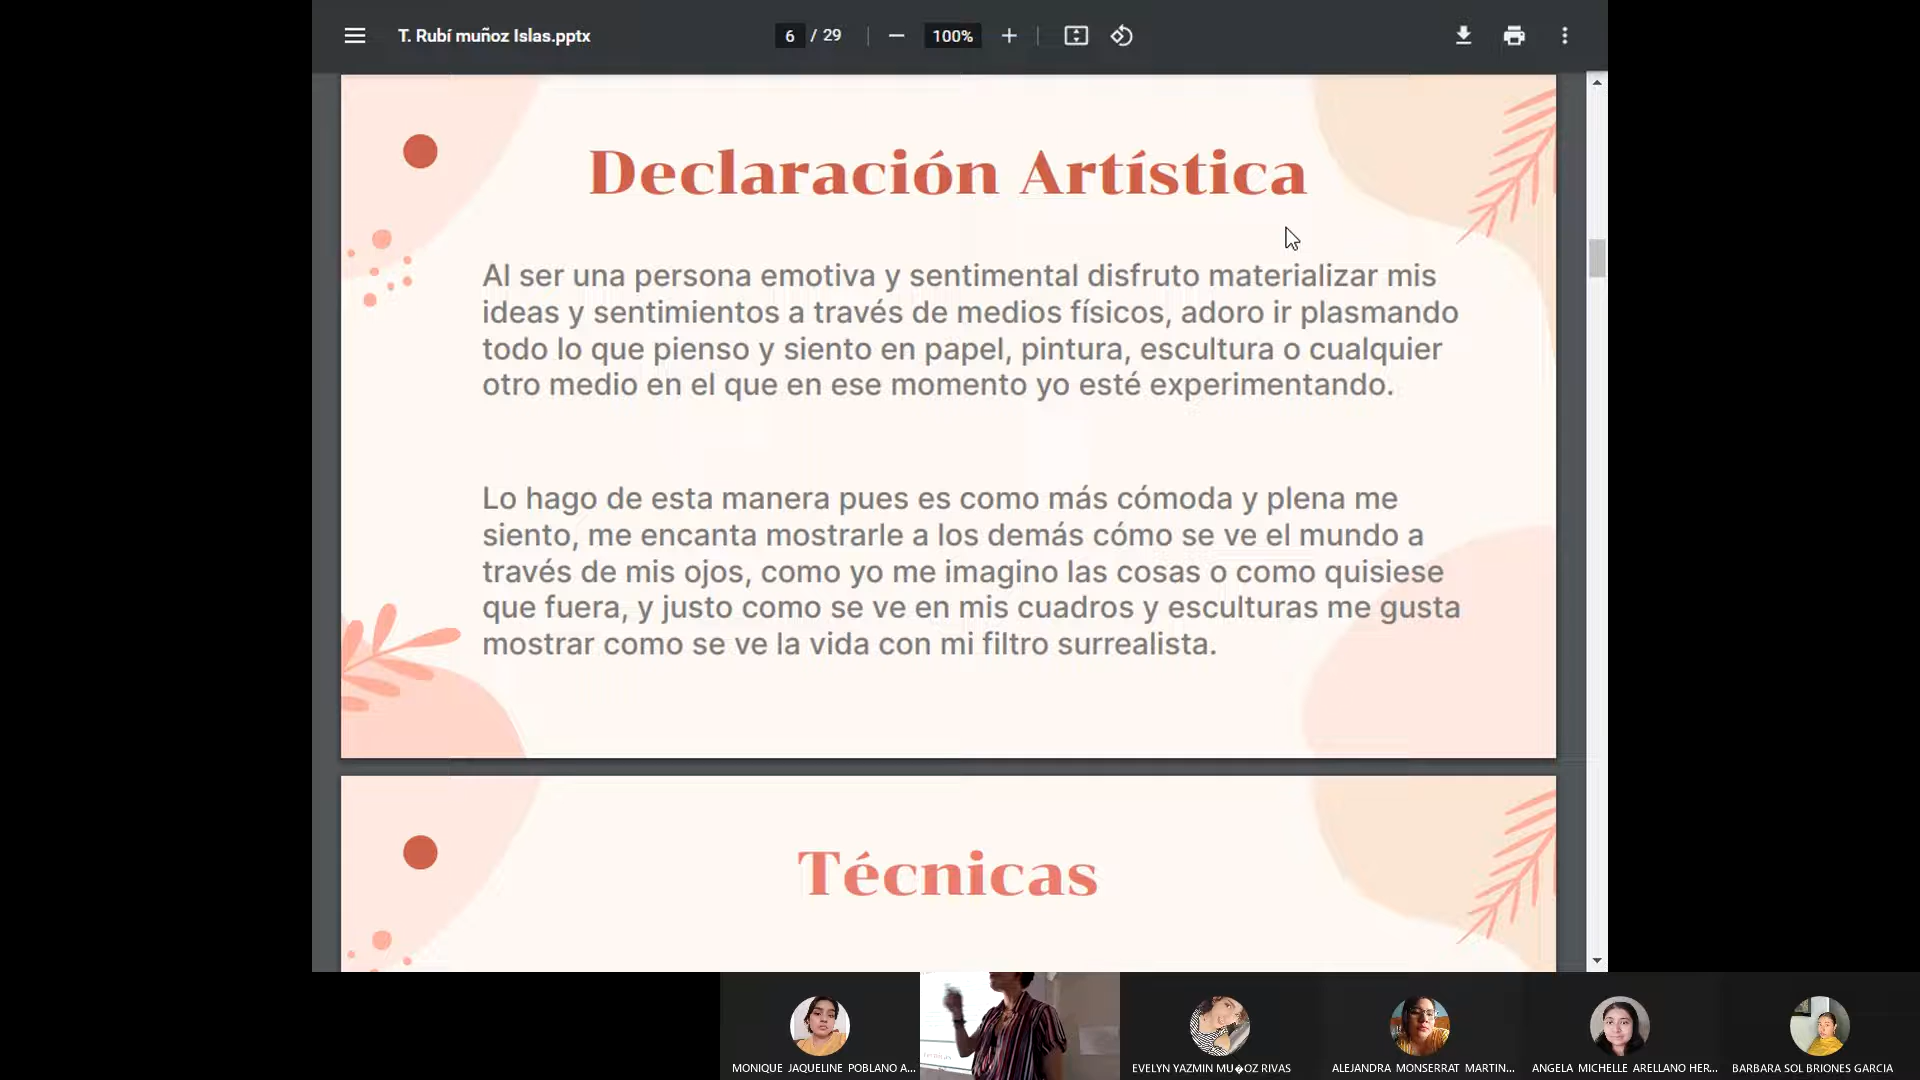 T. Rubí muñoz Islas.pptx
6 / 29
100%
Declaración Artística
Al ser una persona emotiva y sentimental disfruto materializar mis
ideas y sentimientos a través de medios físicos, adoro ir plasmando
todo lo que pienso y siento en papel, pintura, escultura o cualquier
otro medio en el que en ese momento yo esté experimentando.
Lo hago de esta manera pues es como más cómoda y plena me
siento, me encanta mostrarle a los demás cómo se ve el mundo a
través de mis ojos, como yo me imagino las cosas o como quisiese
que fuera, y justo como se ve en mis cuadros y esculturas me gusta
mostrar como se ve la vida con mi filtro surrealista.
Técnicas
MONIQUE JAQUELINE POBLANO A...
EVELYN YAZMIN MU�OZ RIVAS
ALEJANDRA MONSERRAT MARTIN...
ANGELA MICHELLE ARELLANO HER...
BARBARA SOL BRIONES GARCIA